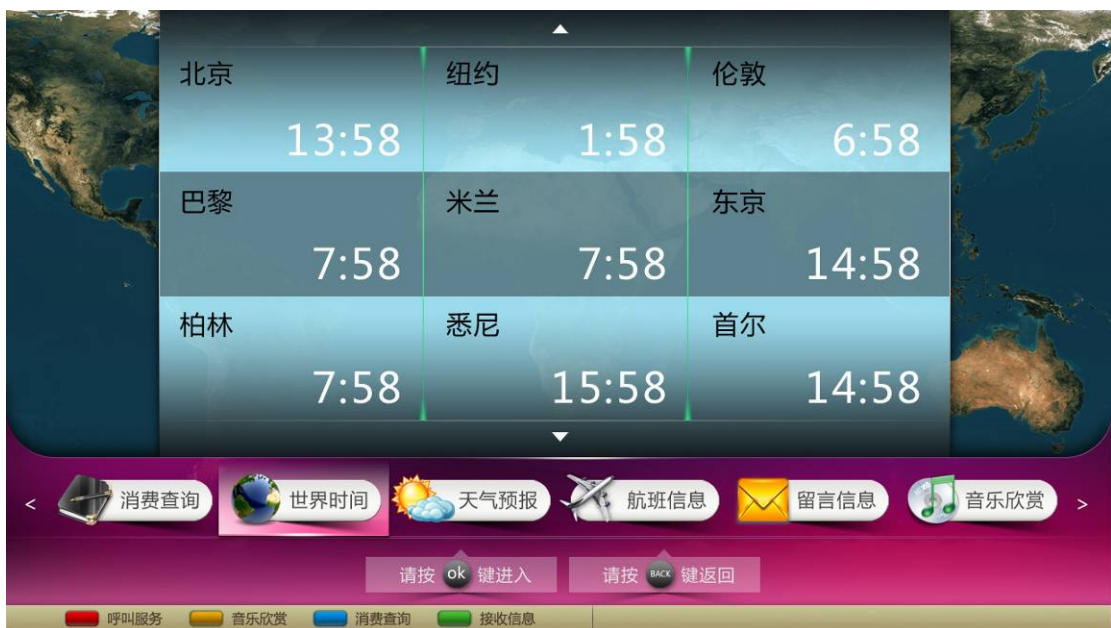 北京 纽约 伦敦
13:58 1:58 6:58
巴黎 米兰 东京
7:58 7:58 14:58
柏林 悉尼 首尔
7:58 15:58 14:58
< 消费查询 世界时间 天气预报 航班信息 留言信息 音乐欣赏 >
请按 ok 键进入 请按 BACK 键返回
呼叫服务 音乐欣赏 消费查询 接收信息